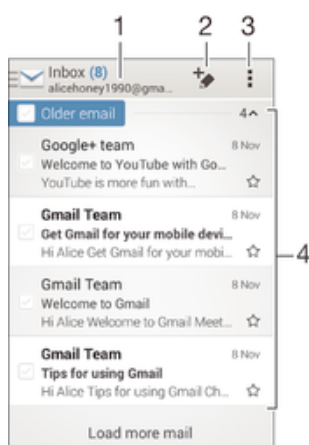 1 2 3
Inbox (8)
alicehoney1990@gma...
Older email 4
Google+ team 8 Nov
Welcome to YouTube with Go...
YouTube is more fun with...
Gmail Team 8 Nov
Get Gmail for your mobile devi...
Hi Alice Get Gmail for your mobi...
4
Gmail Team 8 Nov
Welcome to Gmail
Hi Alice Welcome to Gmail Meet...
Gmail Team 8 Nov
Tips for using Gmail
Hi Alice Tips for using Gmail Ch...
Load more mail